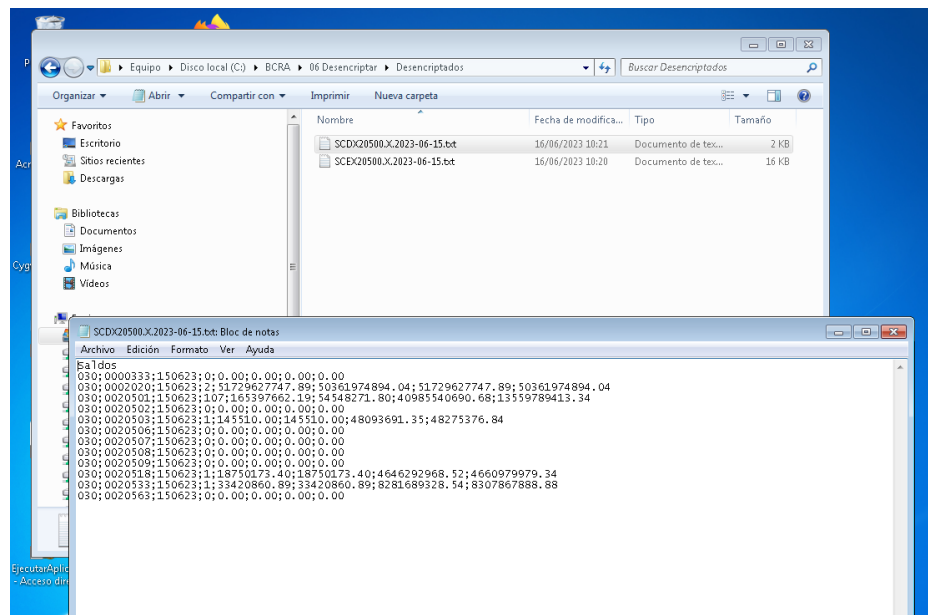 Equipo ▸ Disco local (C:) ▸ BCRA ▸ 06 Desencriptar ▸ Desencriptados
Buscar Desencriptados
Organizar
Abrir
Compartir con
Imprimir
Nueva carpeta
Nombre
Fecha de modifica...
Tipo
Tamaño
Favoritos
Escritorio
Sitios recientes
Descargas
Bibliotecas
Documentos
Imágenes
Música
Vídeos
SCDX20500.X.2023-06-15.txt 16/06/2023 10:21 Documento de tex... 2 KB
SCEX20500.X.2023-06-15.txt 16/06/2023 10:20 Documento de tex... 16 KB
SCDX20500.X.2023-06-15.txt: Bloc de notas
Archivo Edición Formato Ver Ayuda
Saldos
030;0000333;150623;0;0.00;0.00;0.00;0.00
030;0002020;150623;2;51729627747.89;50361974894.04;51729627747.89;50361974894.04
030;0020501;150623;107;165397662.19;54548271.80;40985540690.68;13559789413.34
030;0020502;150623;0;0.00;0.00;0.00;0.00
030;0020503;150623;1;145510.00;145510.00;48093691.35;48275376.84
030;0020506;150623;0;0.00;0.00;0.00;0.00
030;0020507;150623;0;0.00;0.00;0.00;0.00
030;0020508;150623;0;0.00;0.00;0.00;0.00
030;0020509;150623;0;0.00;0.00;0.00;0.00
030;0020518;150623;1;18750173.40;18750173.40;4646292968.52;4660979979.34
030;0020533;150623;1;33420860.89;33420860.89;8281689328.54;8307867888.88
030;0020563;150623;0;0.00;0.00;0.00;0.00
EjecutarAplic
- Acceso dire